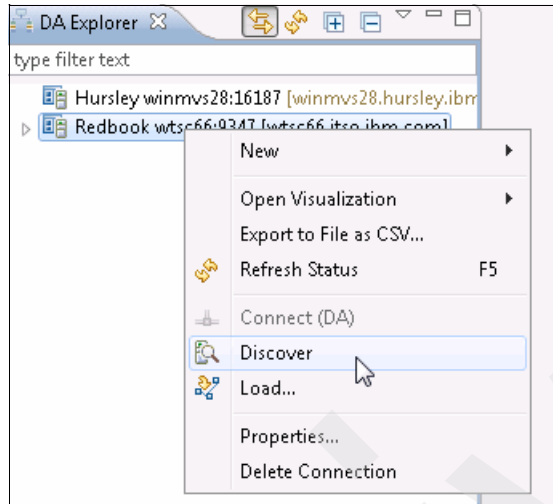 DA Explorer
type filter text
Hursley winmvs28:16187 [winmvs28.hursley.ibm
Redbook wtsc66:9347 [wtsc66.itso.ibm.com]
New
Open Visualization
Export to File as CSV...
Refresh Status F5
Connect (DA)
Discover
Load...
Properties...
Delete Connection